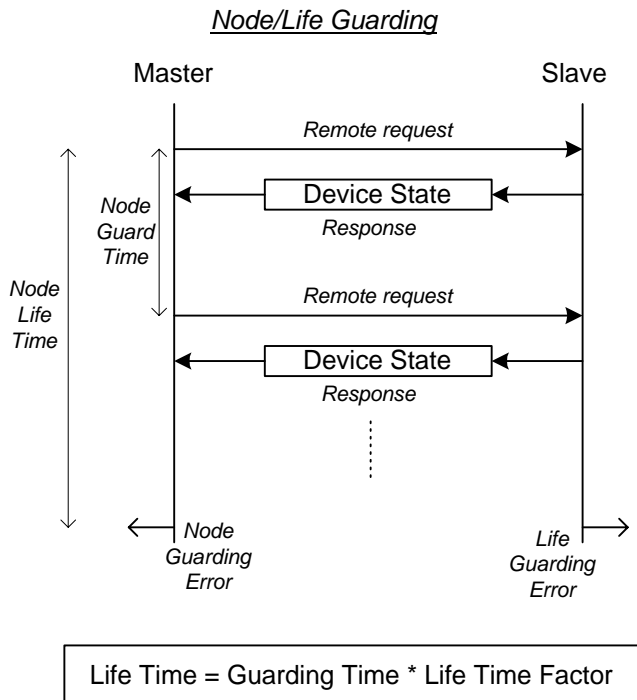 Node/Life Guarding
Master
Slave
Remote request
Device State
Response
Node
Guard
Time
Node
Life
Time
Remote request
Device State
Response
Node
Guarding
Error
Life
Guarding
Error
Life Time = Guarding Time * Life Time Factor